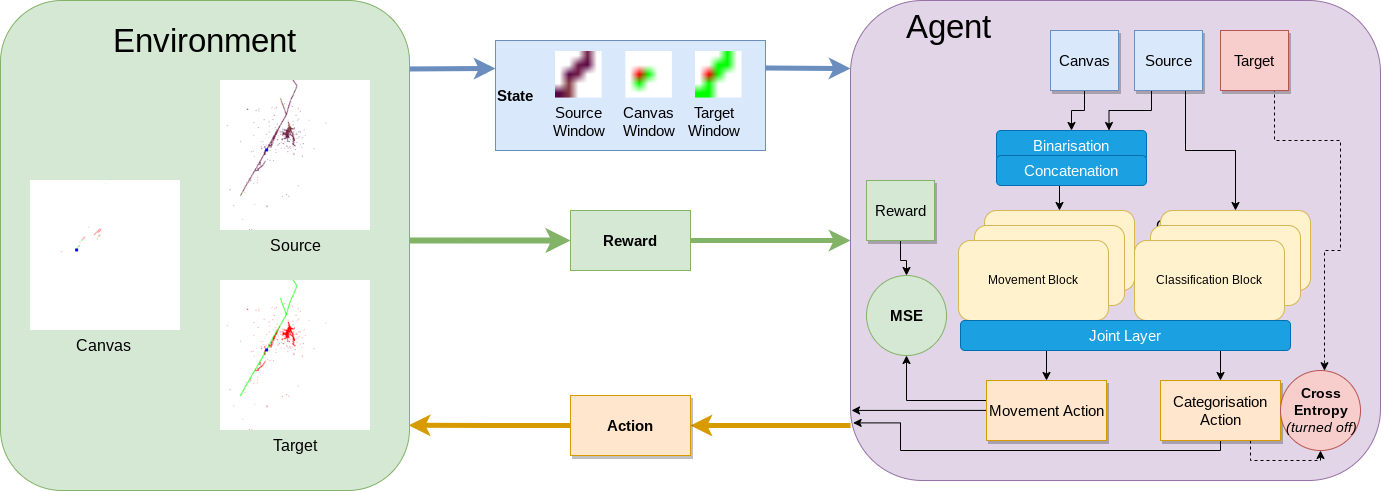 Environment
Source
Canvas
Target
State
Source
Window
Canvas
Window
Target
Window
Reward
Action
Agent
Canvas
Source
Target
Binarisation
Concatenation
Reward
Movement Block
Classification Block
MSE
Joint Layer
Movement Action
Categorisation
Action
Cross
Entropy
(turned off)